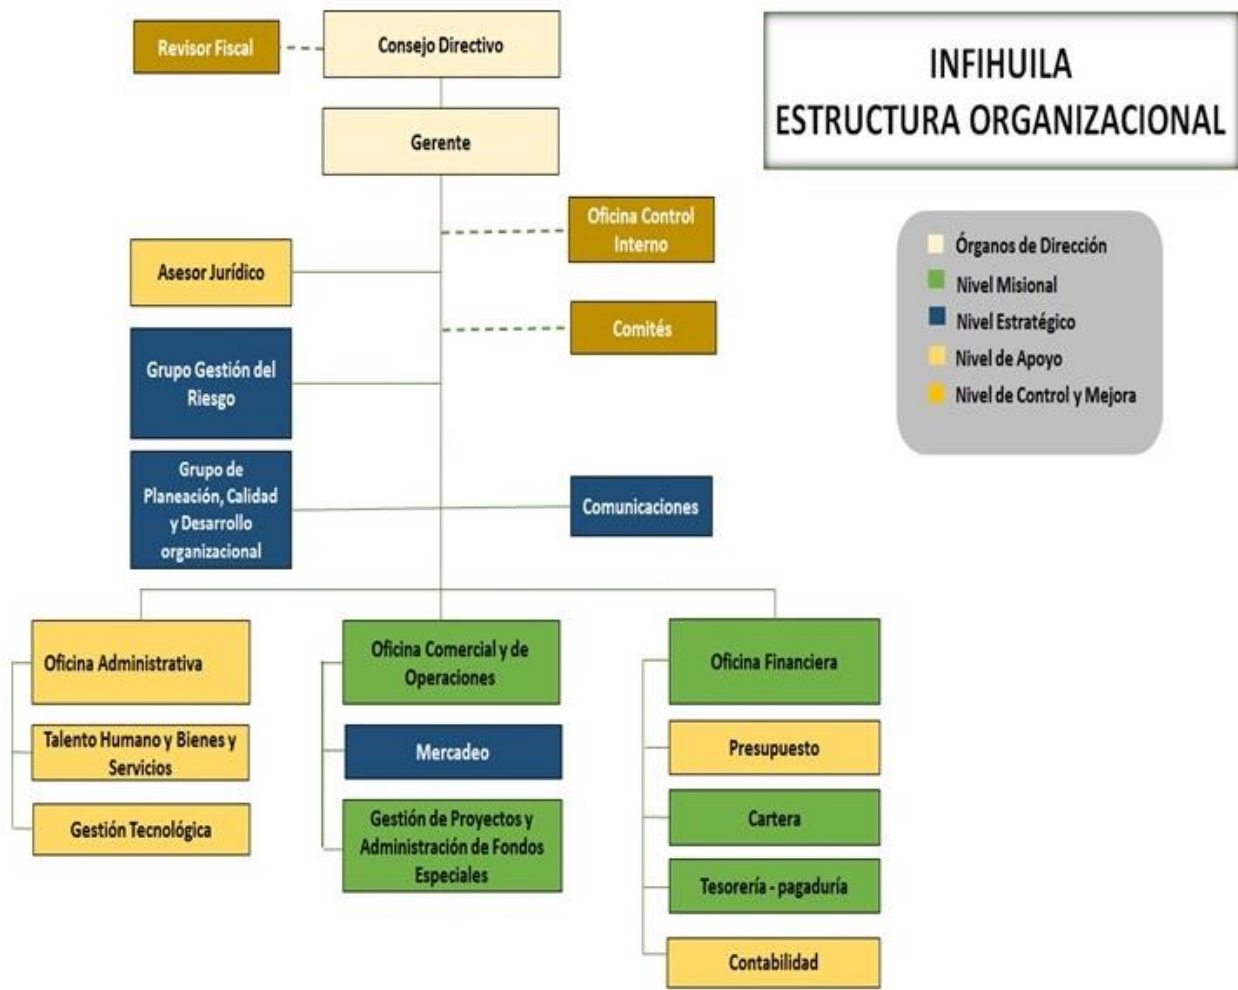 Revisor Fiscal
Consejo Directivo
INFIHUILA
ESTRUCTURA ORGANIZACIONAL
Gerente
Oficina Control
Interno
Asesor Jurídico
Comités
Grupo Gestión del
Riesgo
Grupo de
Planeación, Calidad
y Desarrollo
organizacional
Comunicaciones
Órganos de Dirección
Nivel Misional
Nivel Estratégico
Nivel de Apoyo
Nivel de Control y Mejora
Oficina Administrativa
Talento Humano y Bienes y
Servicios
Gestión Tecnológica
Oficina Comercial y de
Operaciones
Mercadeo
Gestión de Proyectos y
Administración de Fondos
Especiales
Oficina Financiera
Presupuesto
Cartera
Tesorería - pagaduría
Contabilidad